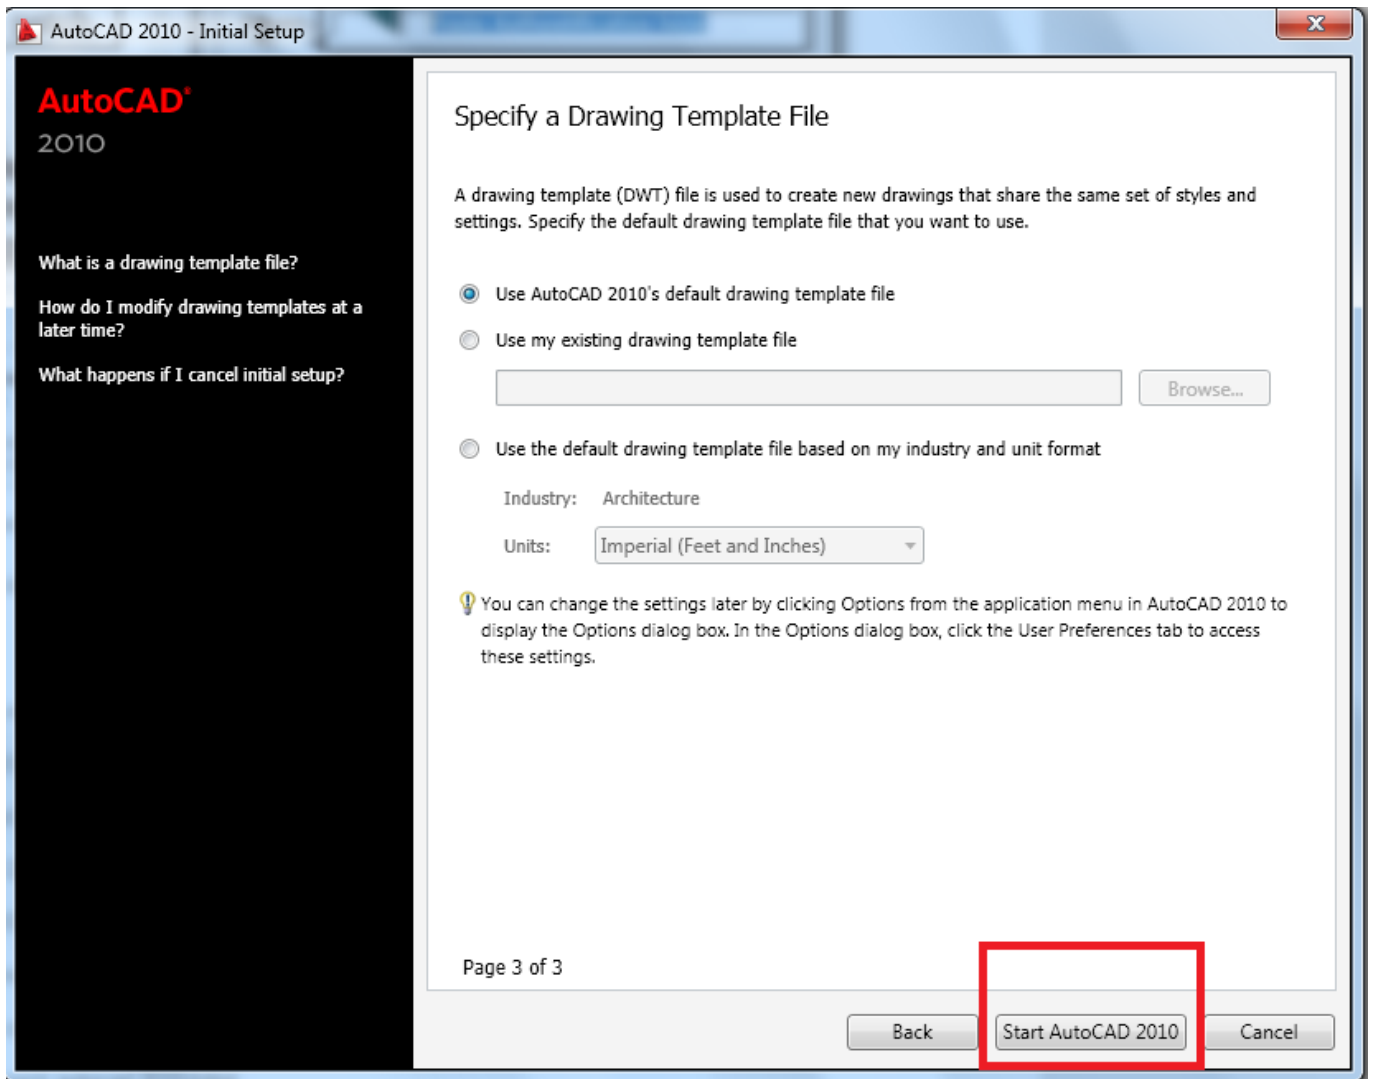 AutoCAD 2010 - Initial Setup
AutoCAD®
2010
What is a drawing template file?
How do I modify drawing templates at a
later time?
What happens if I cancel initial setup?
Specify a Drawing Template File
A drawing template (DWT) file is used to create new drawings that share the same set of styles and
settings. Specify the default drawing template file that you want to use.
Use AutoCAD 2010's default drawing template file
Use my existing drawing template file
Browse...
Use the default drawing template file based on my industry and unit format
Industry: Architecture
Units: Imperial (Feet and Inches)
You can change the settings later by clicking Options from the application menu in AutoCAD 2010 to
display the Options dialog box. In the Options dialog box, click the User Preferences tab to access
these settings.
Page 3 of 3
Back Start AutoCAD 2010 Cancel